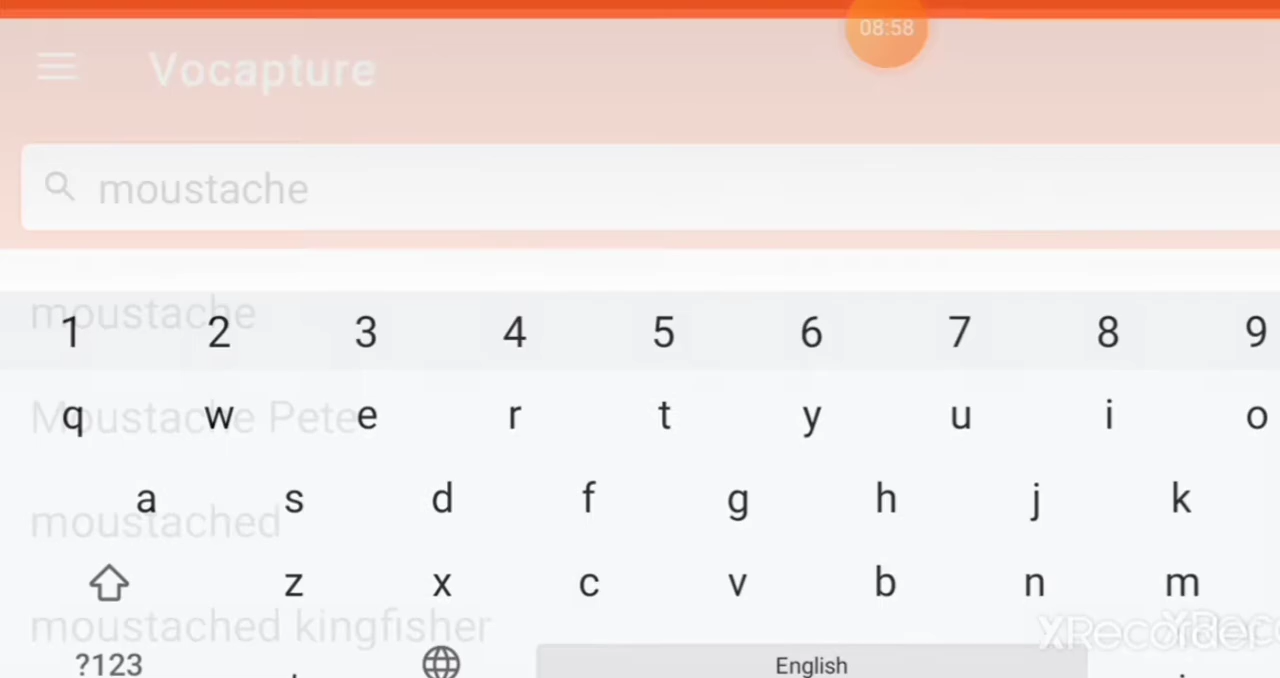 08:58
Vocapture
moustache
moustache
1 2 3 4 5 6 7 8 9
Moustache Pete
q w e r t y u i o
a s d f g h j k
moustached
z x c v b n m
moustached kingfisher
XRecorder
?123 English